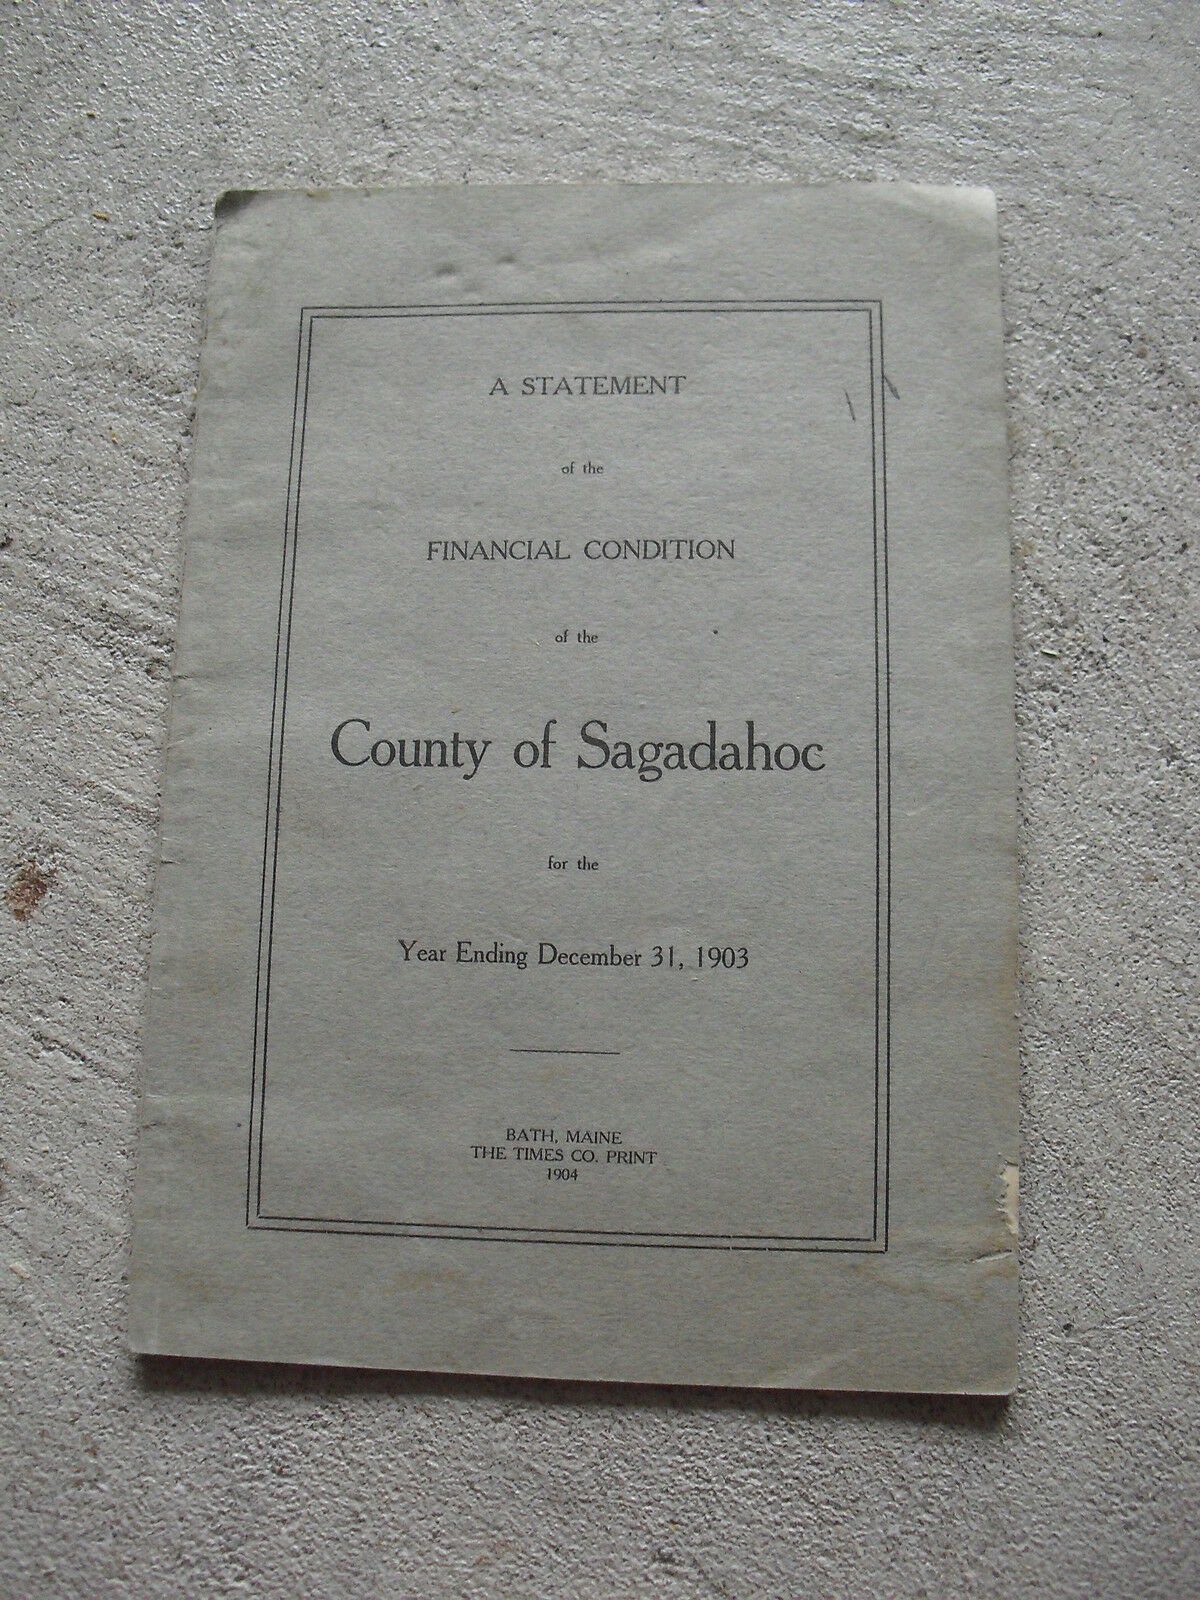 A STATEMENT
of the
FINANCIAL CONDITION
of the
County of Sagadahoc
for the
Year Ending December 31, 1903
BATH, MAINE
THE TIMES CO. PRINT
1904